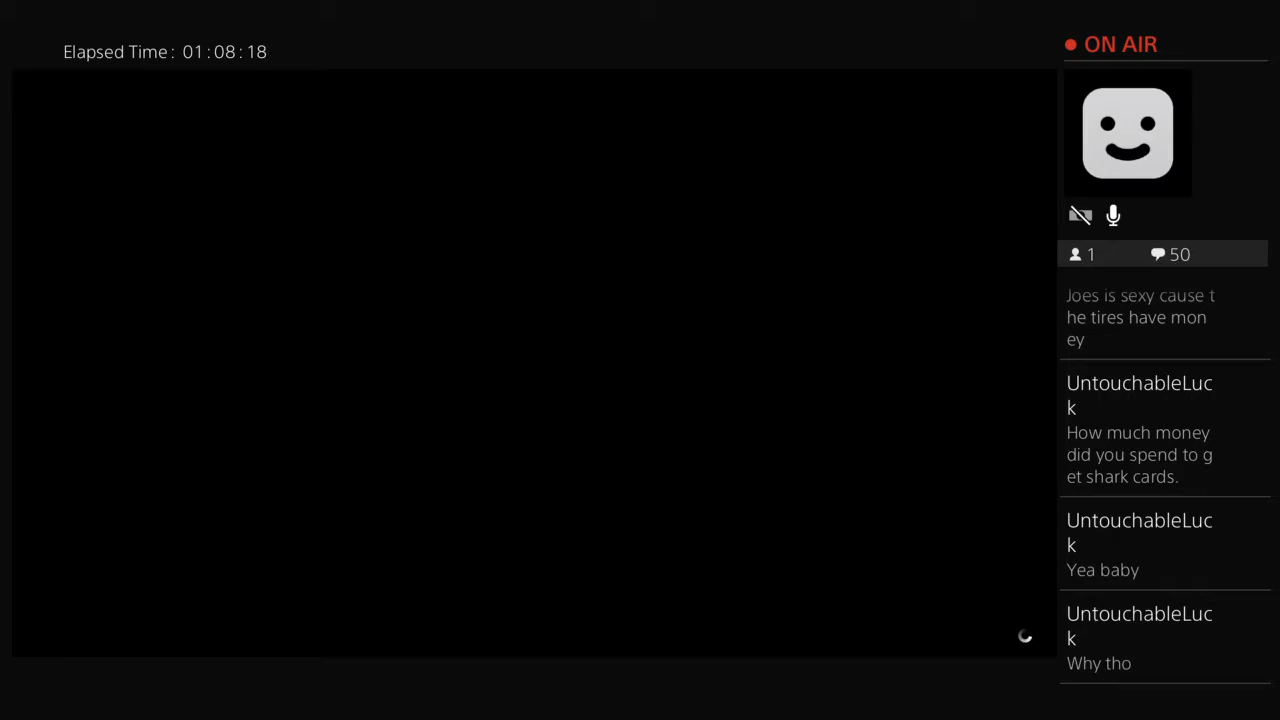 Elapsed Time: 01:08:18
ON AIR
1 50
Joes is sexy cause t
he tires have mon
ey
UntouchableLuc
k
How much money
did you spend to g
et shark cards.
UntouchableLuc
k
Yea baby
UntouchableLuc
k
Why tho